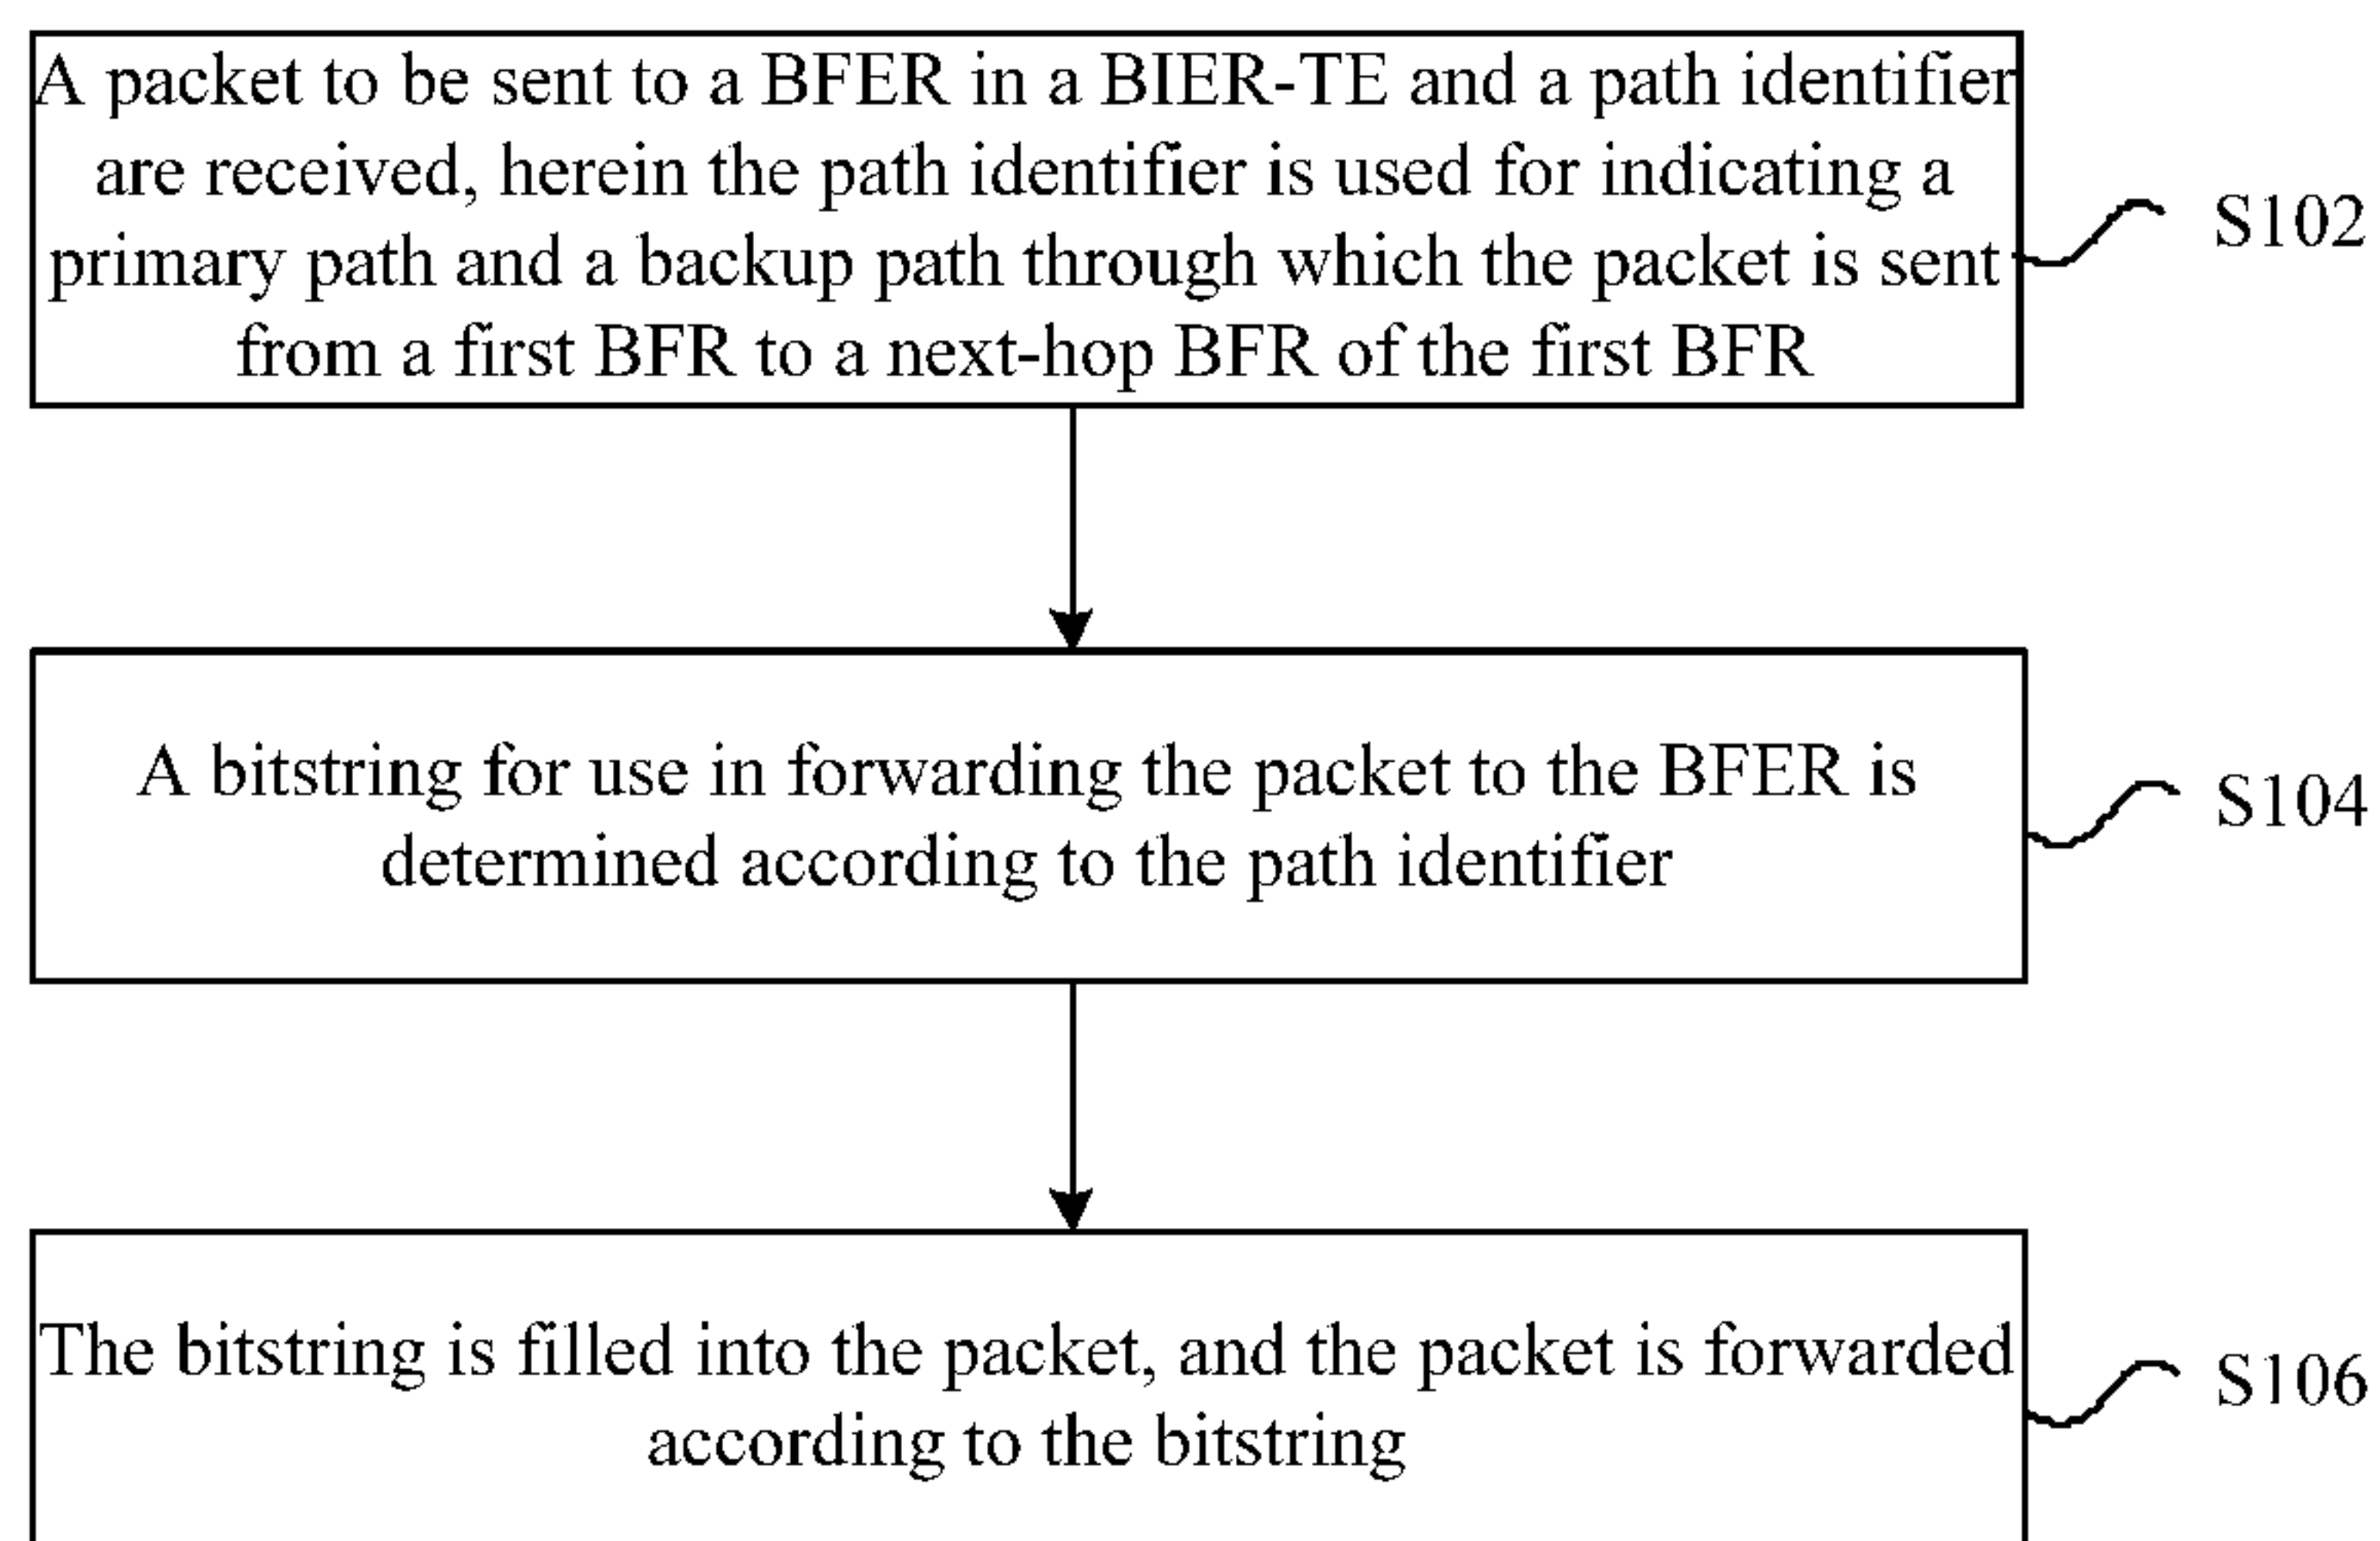 A packet to be sent to a BFER in a BIER-TE and a path identifier
are received, herein the path identifier is used for indicating a
primary path and a backup path through which the packet is sent
from a first BFR to a next-hop BFR of the first BFR
S102
A bitstring for use in forwarding the packet to the BFER is
determined according to the path identifier
S104
The bitstring is filled into the packet, and the packet is forwarded
according to the bitstring
S106